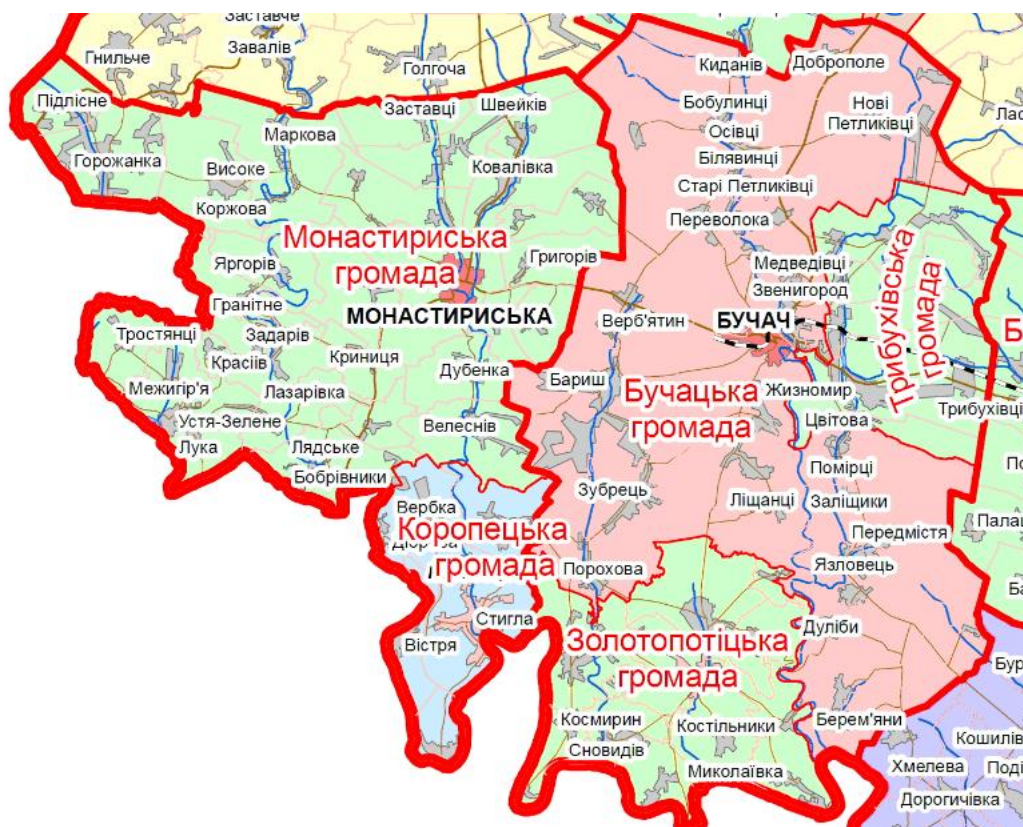 Заставче
Завалів
Гнильче
Голгоча
Киданів
Доброполе
Підлісне
Заставці
Швейків
Бобулинці
Нові
Петликівці
Маркова
Осівці
Горожанка
Високе
Ковалівка
Білявинці
Старі Петликівці
Коржова
Переволока
Монастириська
громада
Григорів
Яргорів
Медведівці
Звенигород
Трибухівська
громада
Гранітне
МОНАСТИРИСЬКА
Верб'ятин
БУЧАЧ
Тростянці
Задарів
Криниця
Красіїв
Дубенка
Бариш
Бучацька
громада
Жизномир
Трибухівці
Межигір'я
Лазарівка
Устя-Зелене
Велеснів
Цвітова
Лука
Лядське
Бобрівники
Помірці
Зубрець
Ліщанці
Заліщики
Вербка
Передмістя
Коропецька
громада
Порохова
Язловець
Стигла
Дуліби
Вістря
Золотопотіцька
громада
Космирин
Костільники
Берем'яни
Сновидів
Миколаївка
Хмелева
Дорогичівка